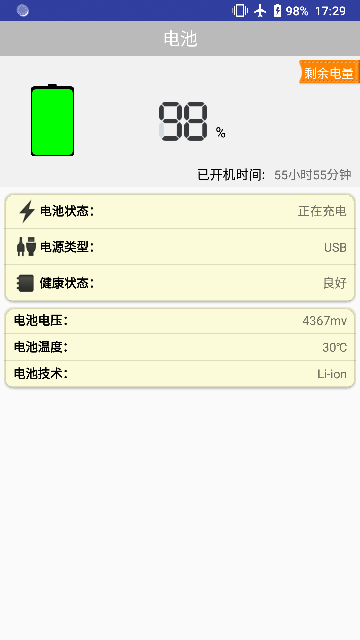 98% 17:29
电池
剩余电量
98 %
已开机时间: 55小时55分钟
电池状态: 正在充电
电源类型: USB
健康状态: 良好
电池电压: 4367mv
电池温度: 30℃
电池技术: Li-ion